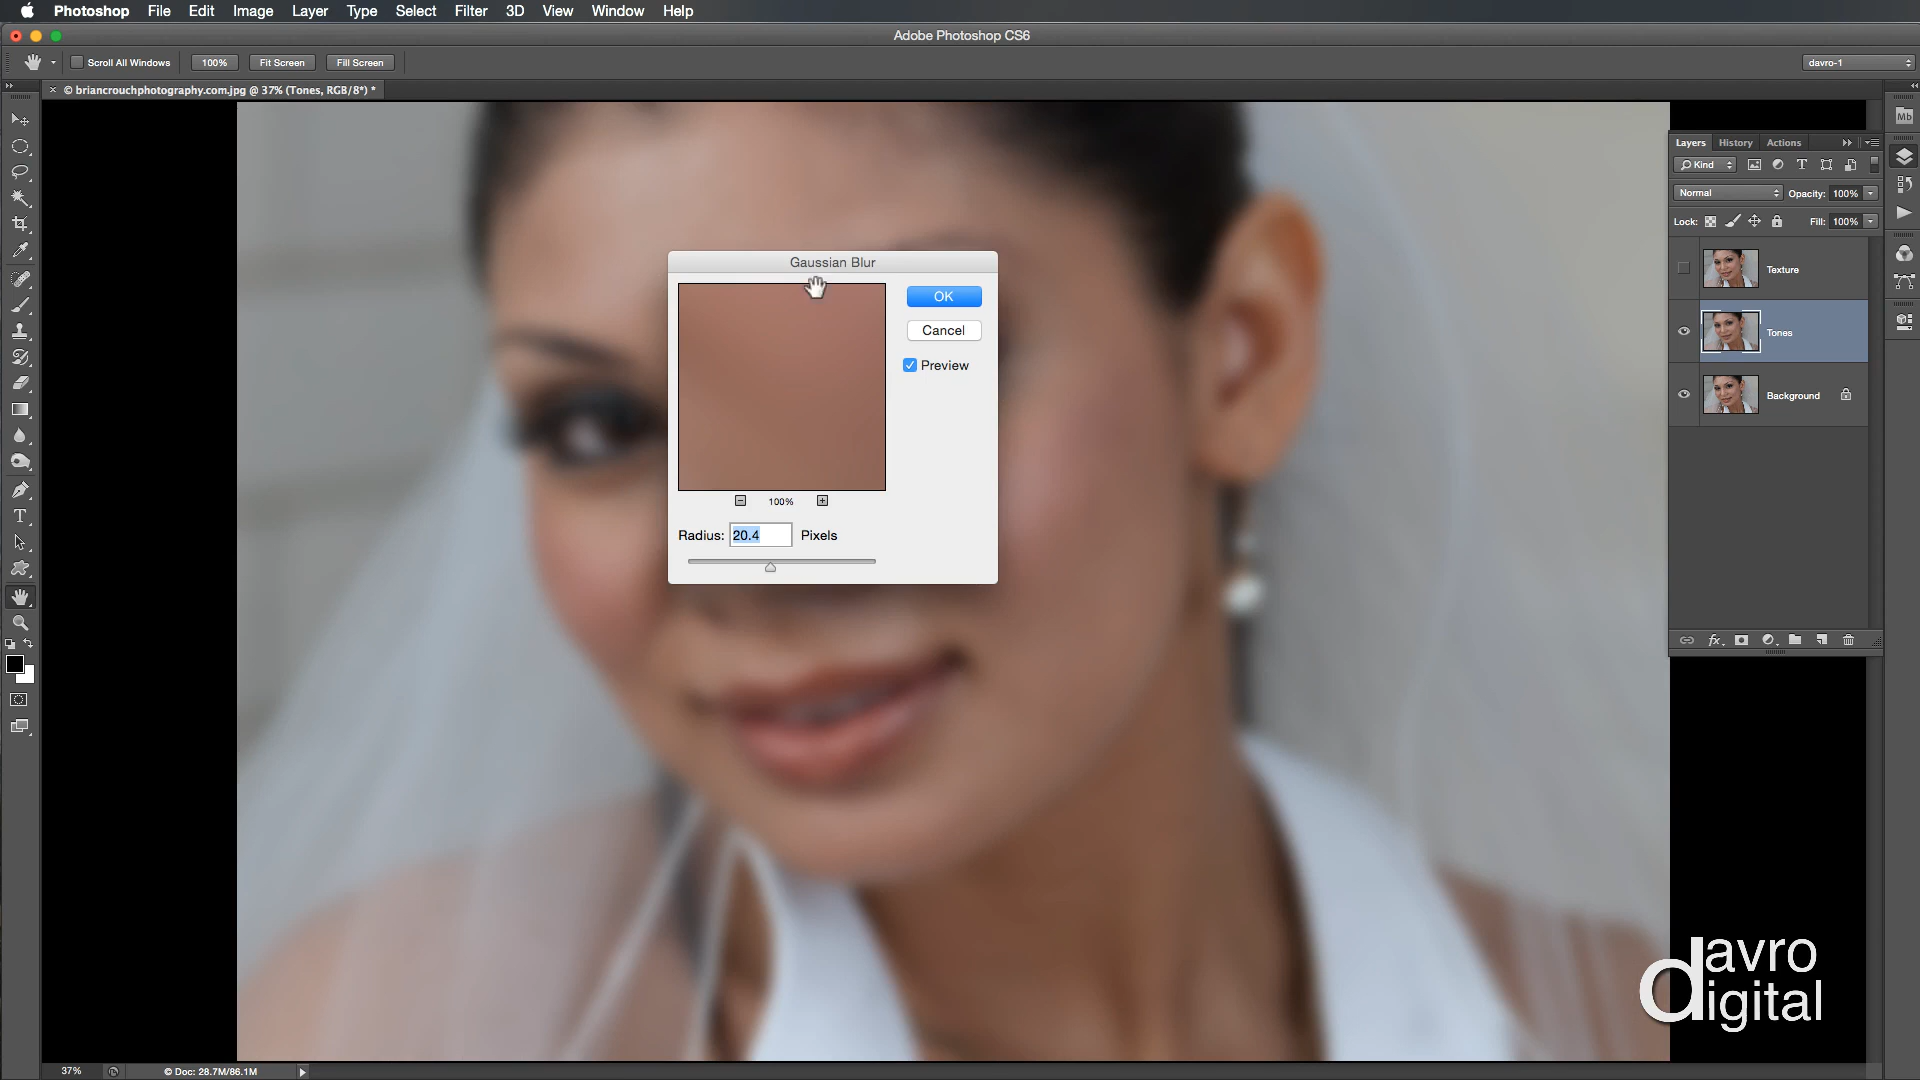 Photoshop File Edit Image Layer Type Select Filter 3D View Window Help
Adobe Photoshop CS6
Scroll All Windows 100% Fit Screen Fill Screen davro-1
© briancrouchphotography.com.jpg @ 37% (Tones, RGB/8*) *
Mb
Layers History Actions
Kind
Normal Opacity: 100%
Lock: Fill: 100%
Texture
Tones
Background
fx
Gaussian Blur
OK
Cancel
Preview
100%
Radius: 20.4 Pixels
davro
digital
37% © Doc: 28.7M/86.1M